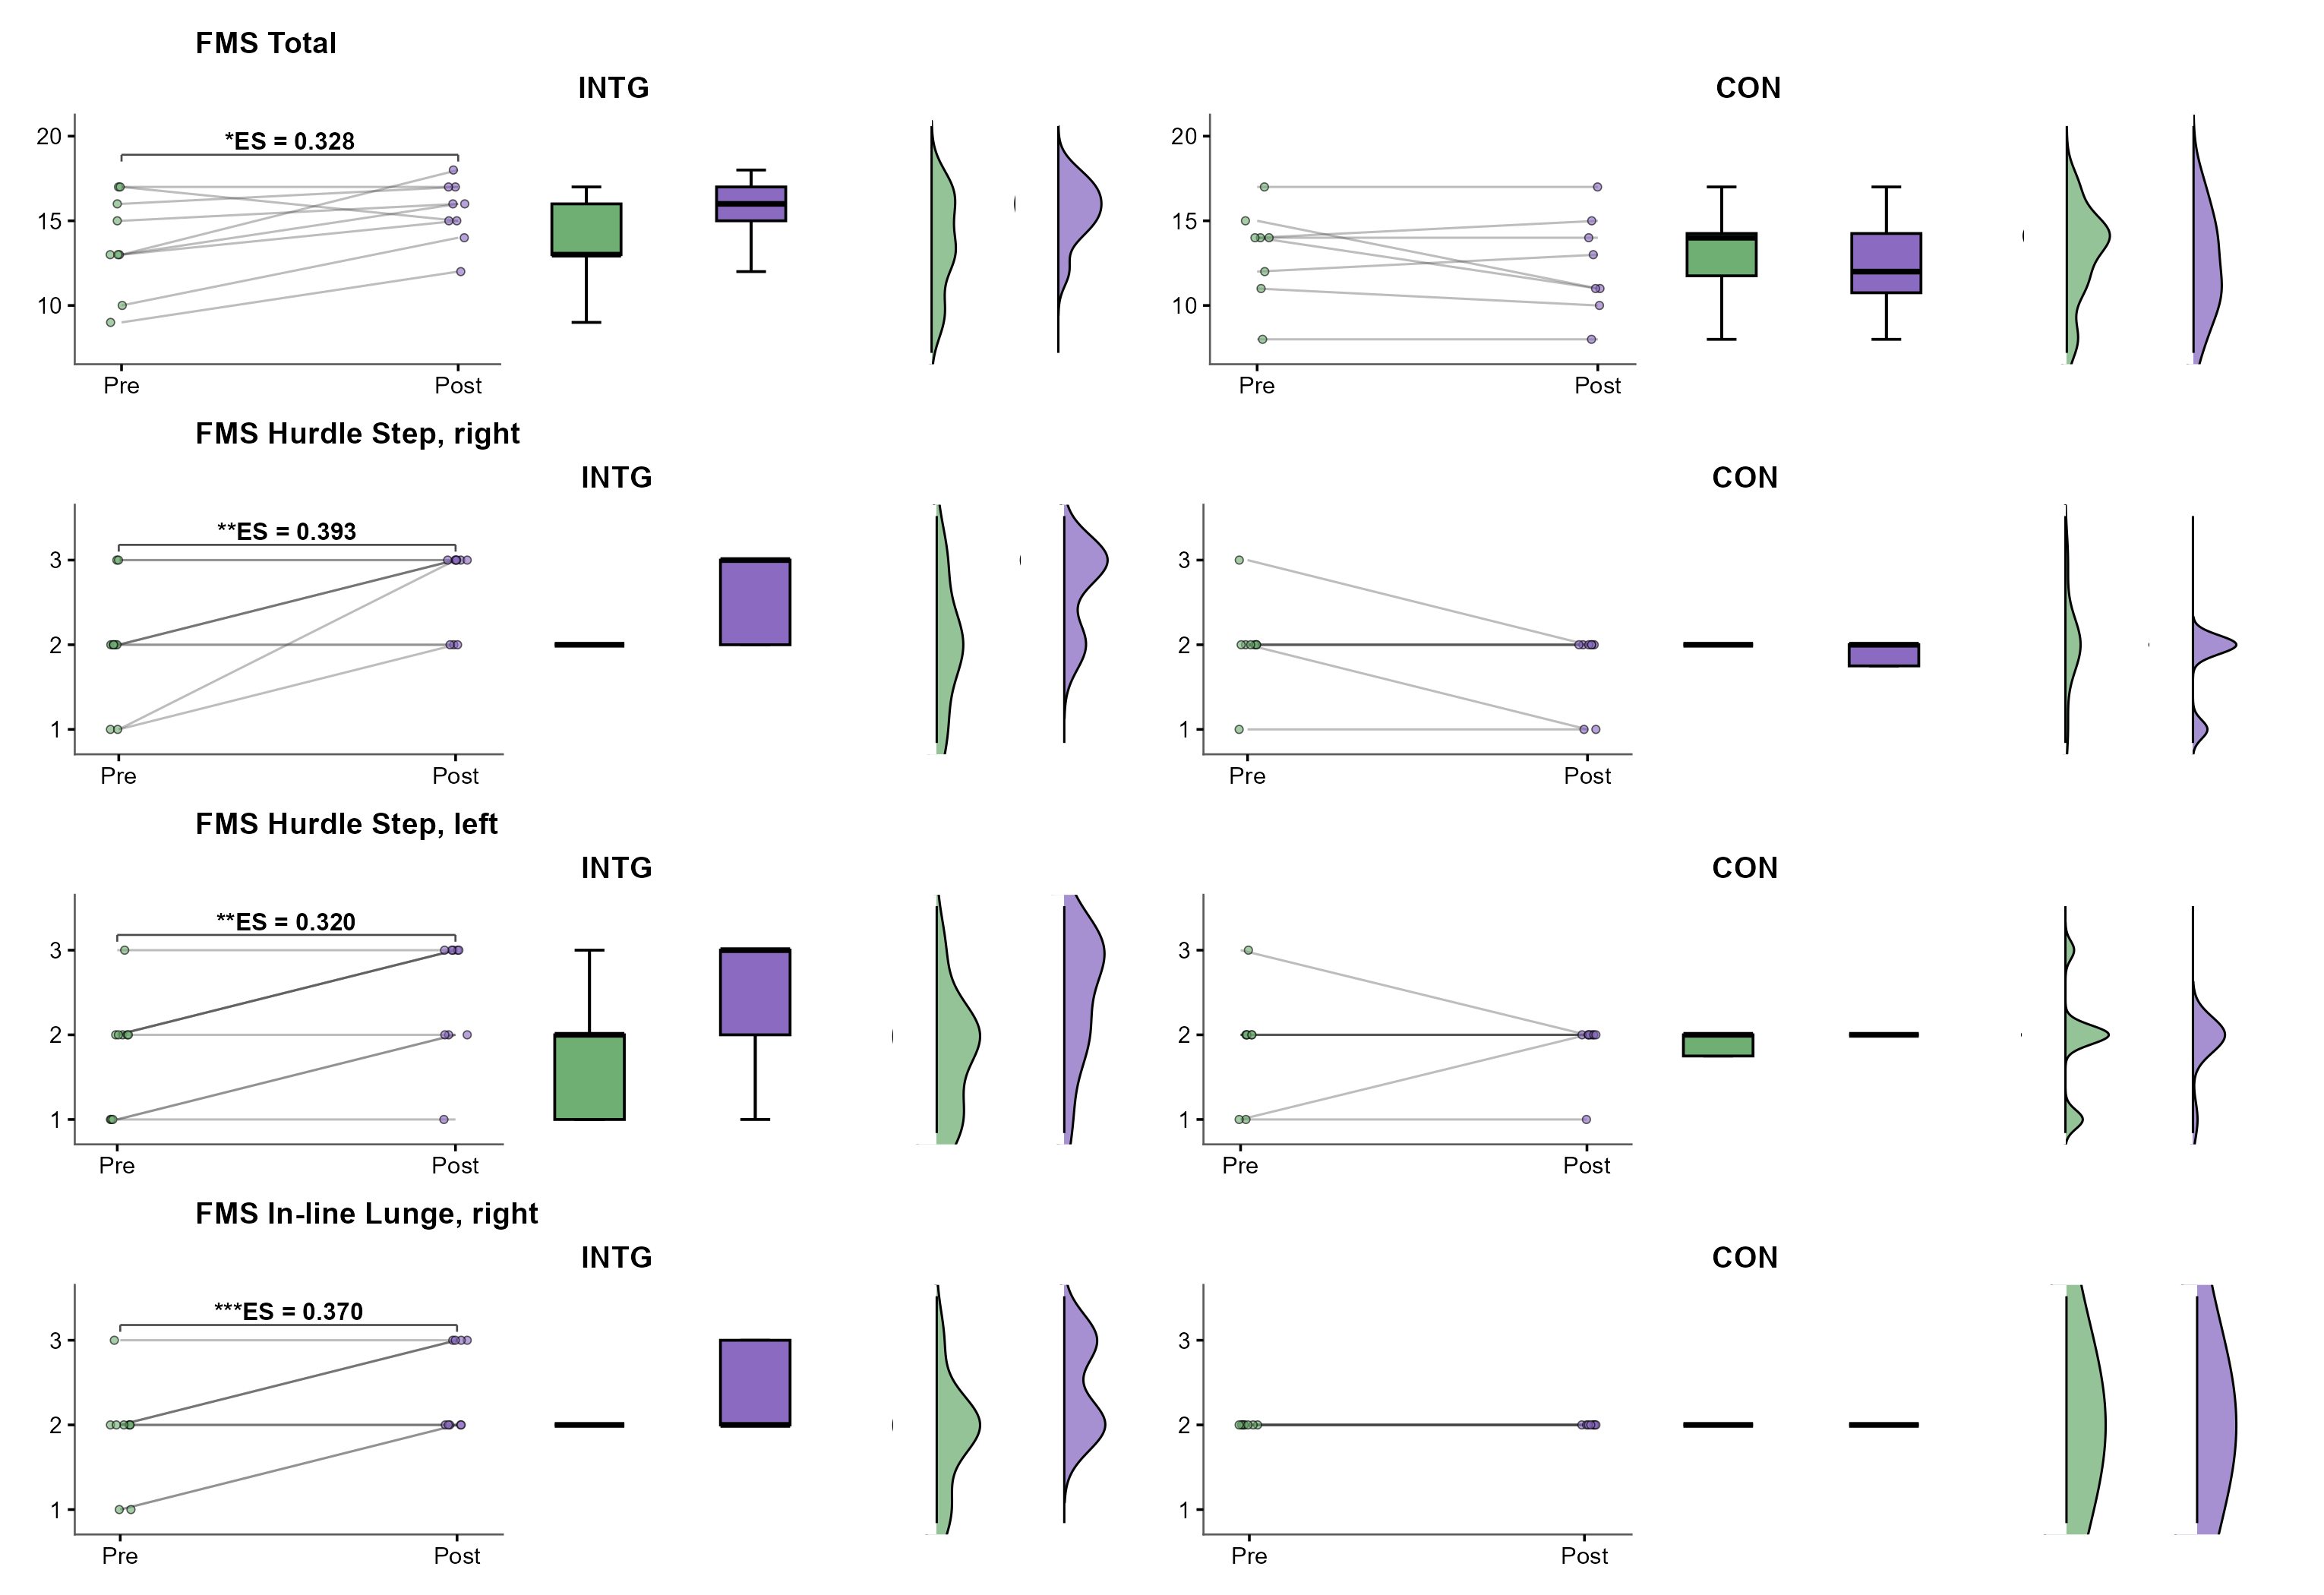 FMS Total
INTG
CON
*ES = 0.328
20
15
10
Pre
Post
20
15
10
Pre
Post
FMS Hurdle Step, right
INTG
CON
**ES = 0.393
3
2
1
Pre
Post
3
2
1
Pre
Post
FMS Hurdle Step, left
INTG
CON
**ES = 0.320
3
2
1
Pre
Post
3
2
1
Pre
Post
FMS In-line Lunge, right
INTG
CON
***ES = 0.370
3
2
1
Pre
Post
3
2
1
Pre
Post